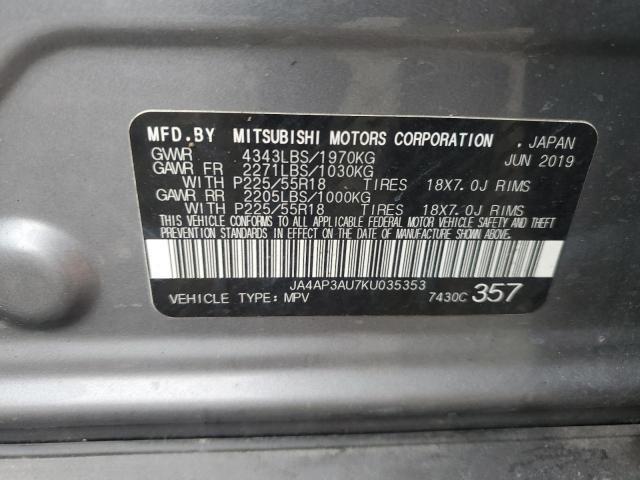 MFD.BY MITSUBISHI MOTORS CORPORATION . JAPAN
GVWR 4343LBS/1970KG JUN 2019
GAWR FR 2271LBS/1030KG
WITH P225/55R18 TIRES 18X7.0J RIMS
GAWR RR 2205LBS/1000KG
WITH P225/55R18 TIRES 18X7.0J RIMS
THIS VEHICLE CONFORMS TO ALL APPLICABLE FEDERAL MOTOR VEHICLE SAFETY AND THEFT
PREVENTION STANDARDS IN EFFECT ON THE DATE OF MANUFACTURE SHOWN ABOVE.
JA4AP3AU7KU035353
VEHICLE TYPE:MPV 7430C 357